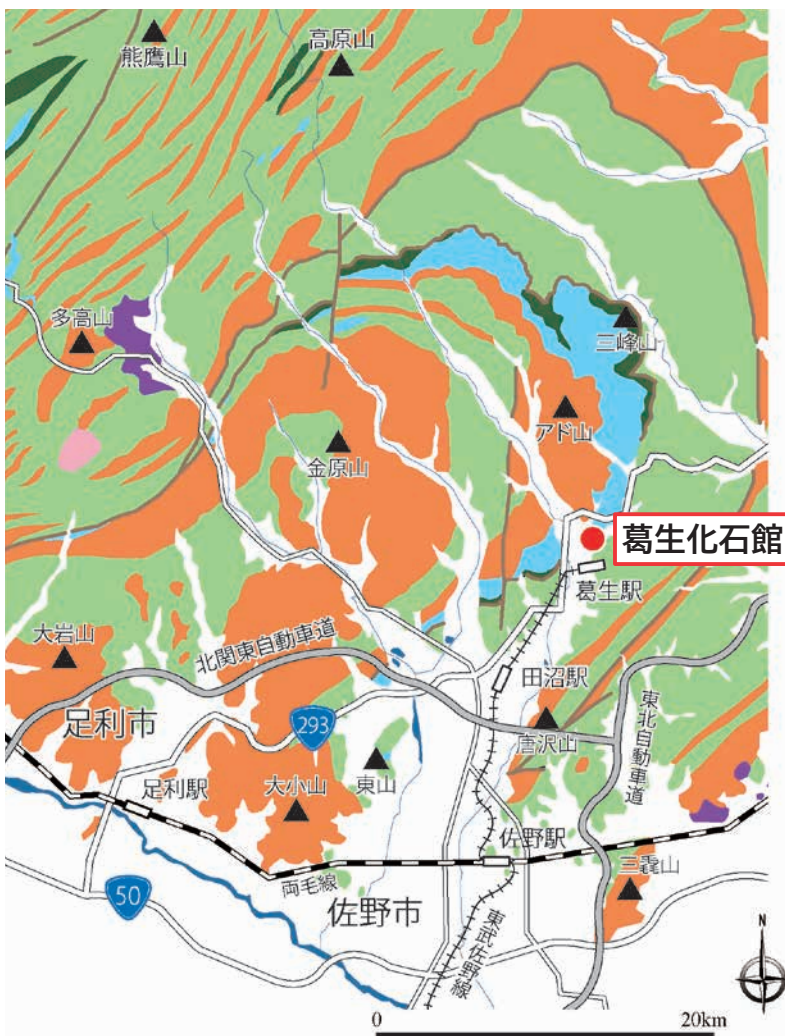 熊鷹山
高原山
多高山
三峰山
アド山
金原山
葛生化石館
葛生駅
大岩山
北関東自動車道
田沼駅
東北自動車道
足利市
293
唐沢山
東山
足利駅
大小山
佐野駅
三毳山
両毛線
50
佐野市
東武佐野線
N
0
20km